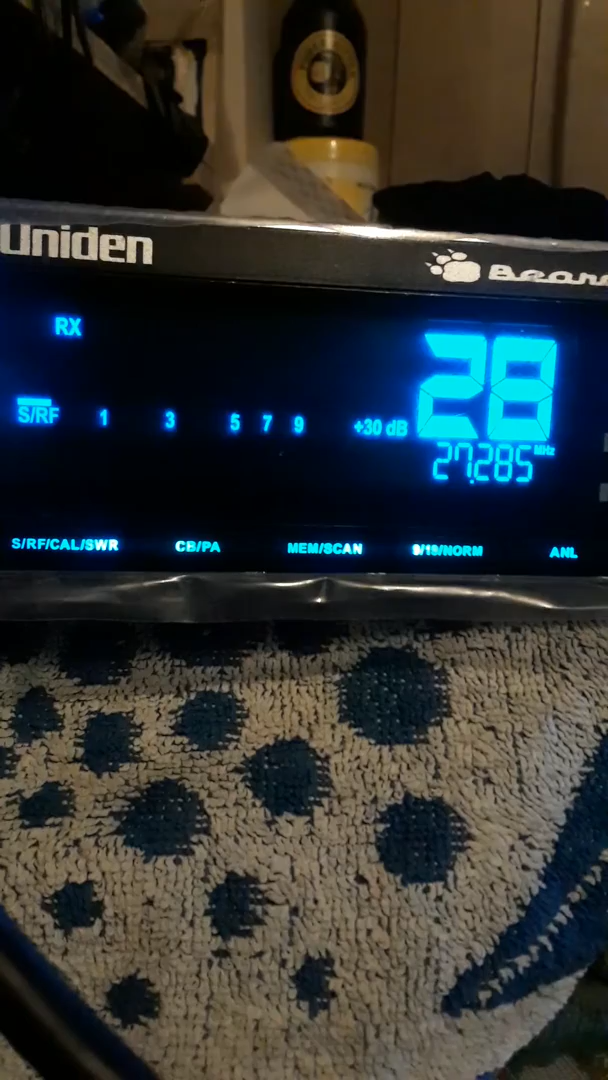 Uniden Bear
RX
28
S/RF 1 3 5 7 9 +30 dB
27.285 MHz
S/RF/CAL/SWR CB/PA MEM/SCAN 9/19/NORM ANL